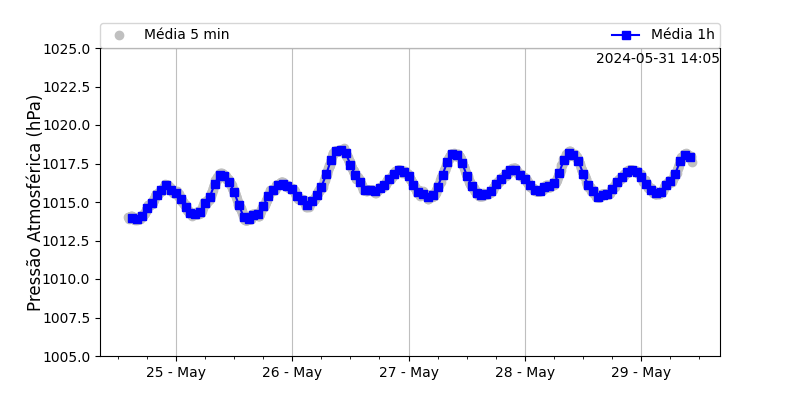 Média 5 min
Média 1h
2024-05-31 14:05
Pressão Atmosférica (hPa)
1025.0
1022.5
1020.0
1017.5
1015.0
1012.5
1010.0
1007.5
1005.0
25 - May
26 - May
27 - May
28 - May
29 - May